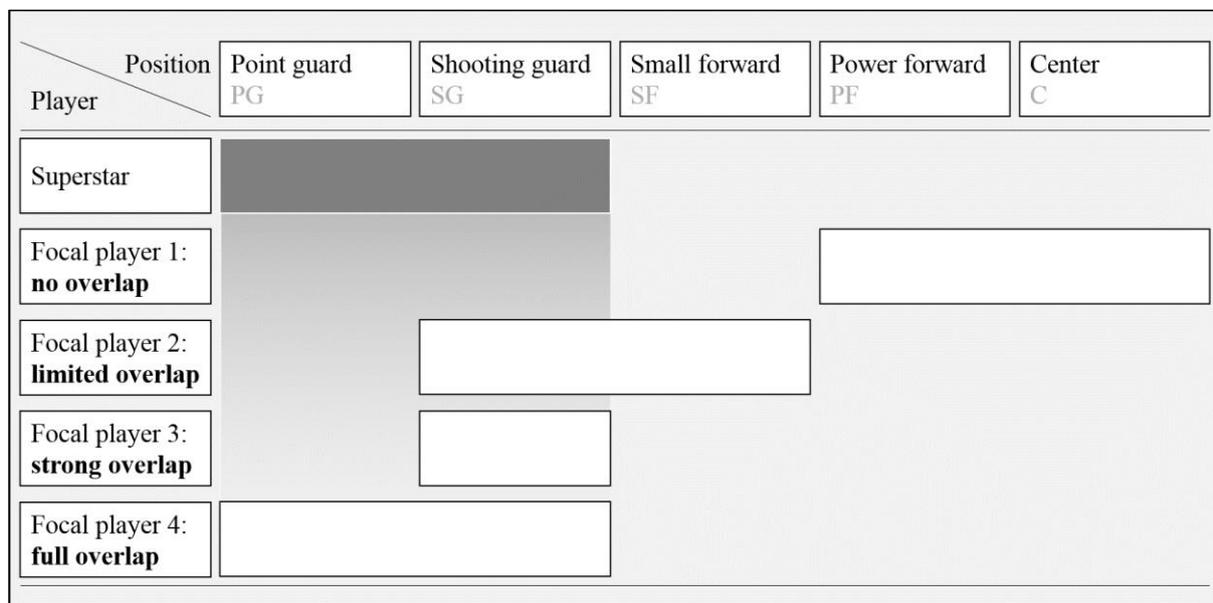 Position
Player
Point guard
PG
Shooting guard
SG
Small forward
SF
Power forward
PF
Center
C
Superstar
Focal player 1:
no overlap
Focal player 2:
limited overlap
Focal player 3:
strong overlap
Focal player 4:
full overlap